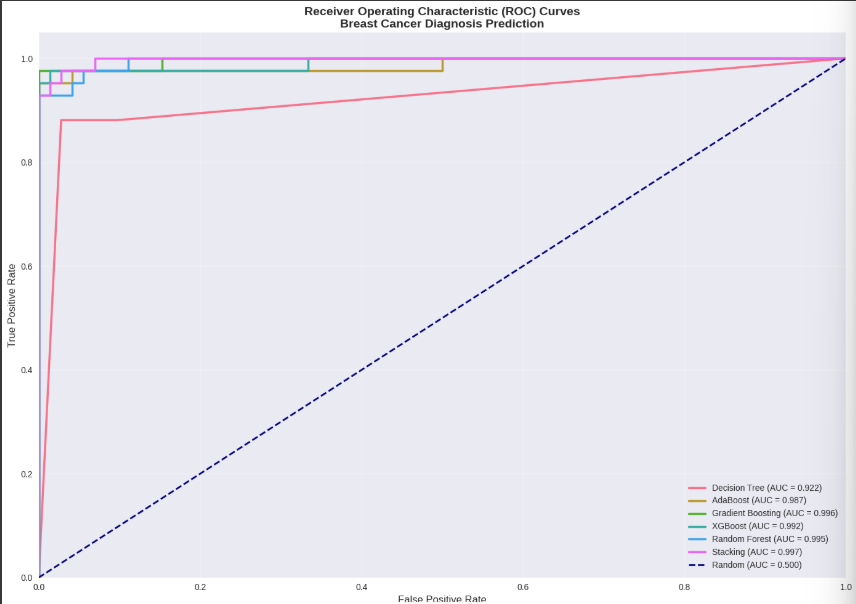 Receiver Operating Characteristic (ROC) Curves
Breast Cancer Diagnosis Prediction
True Positive Rate
1.0
0.8
0.6
0.4
0.2
0.0
0.0 0.2 0.4 0.6 0.8 1.0
False Positive Rate
Decision Tree (AUC = 0.922)
AdaBoost (AUC = 0.987)
Gradient Boosting (AUC = 0.996)
XGBoost (AUC = 0.992)
Random Forest (AUC = 0.995)
Stacking (AUC = 0.997)
Random (AUC = 0.500)